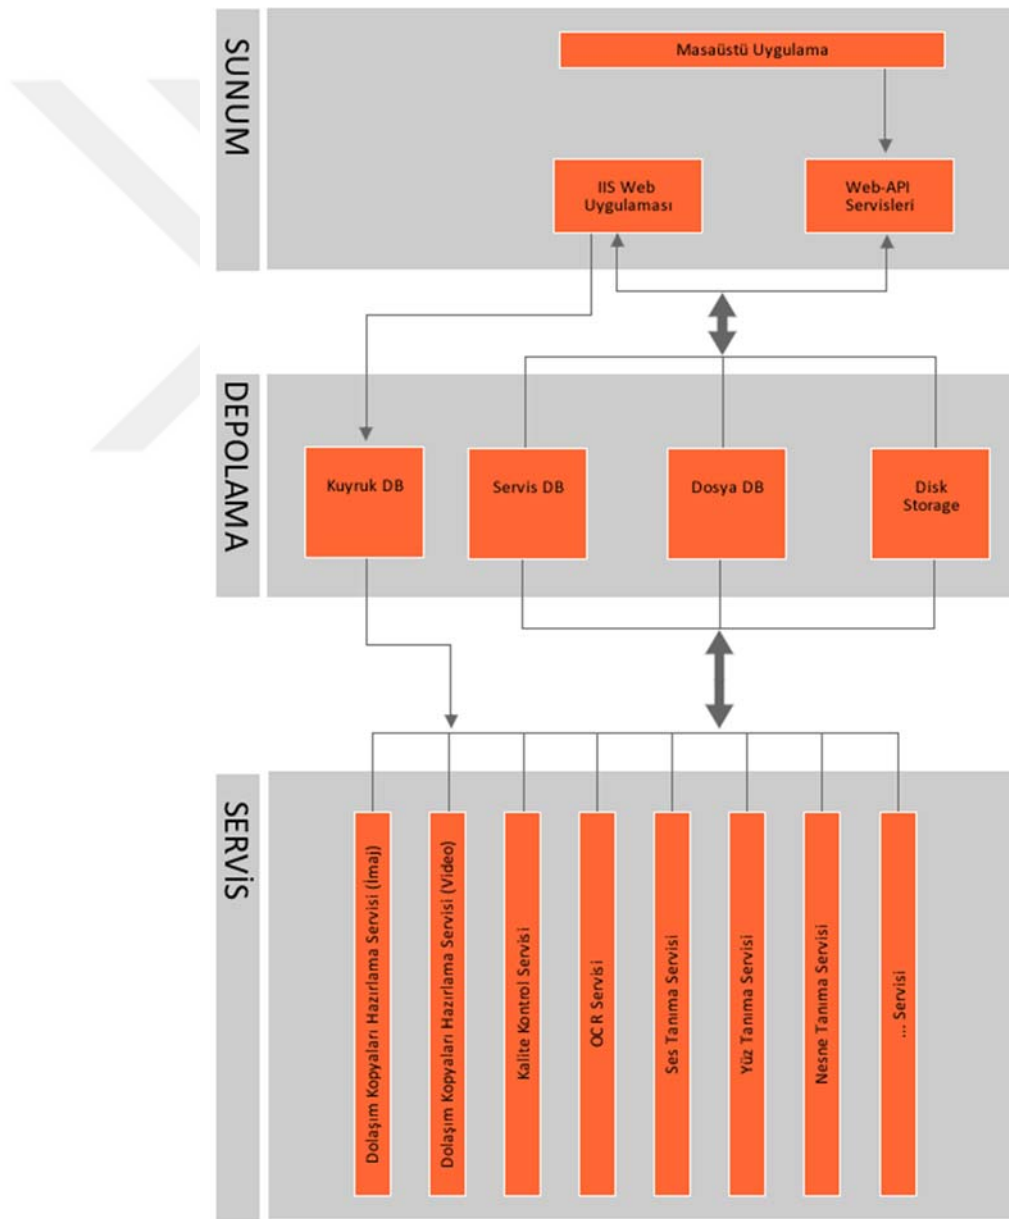 SUNUM
Masaüstü Uygulama
IIS Web
Uygulaması
Web-API
Servisleri
DEPOLAMA
Kuyruk DB
Servis DB
Dosya DB
Disk
Storage
SERVİS
Dolaşım Kopyaları Hazırlama Servisi (İmaj)
Dolaşım Kopyaları Hazırlama Servisi (Video)
Kalite Kontrol Servisi
OCR Servisi
Ses Tanıma Servisi
Yüz Tanıma Servisi
Nesne Tanıma Servisi
... Servisi